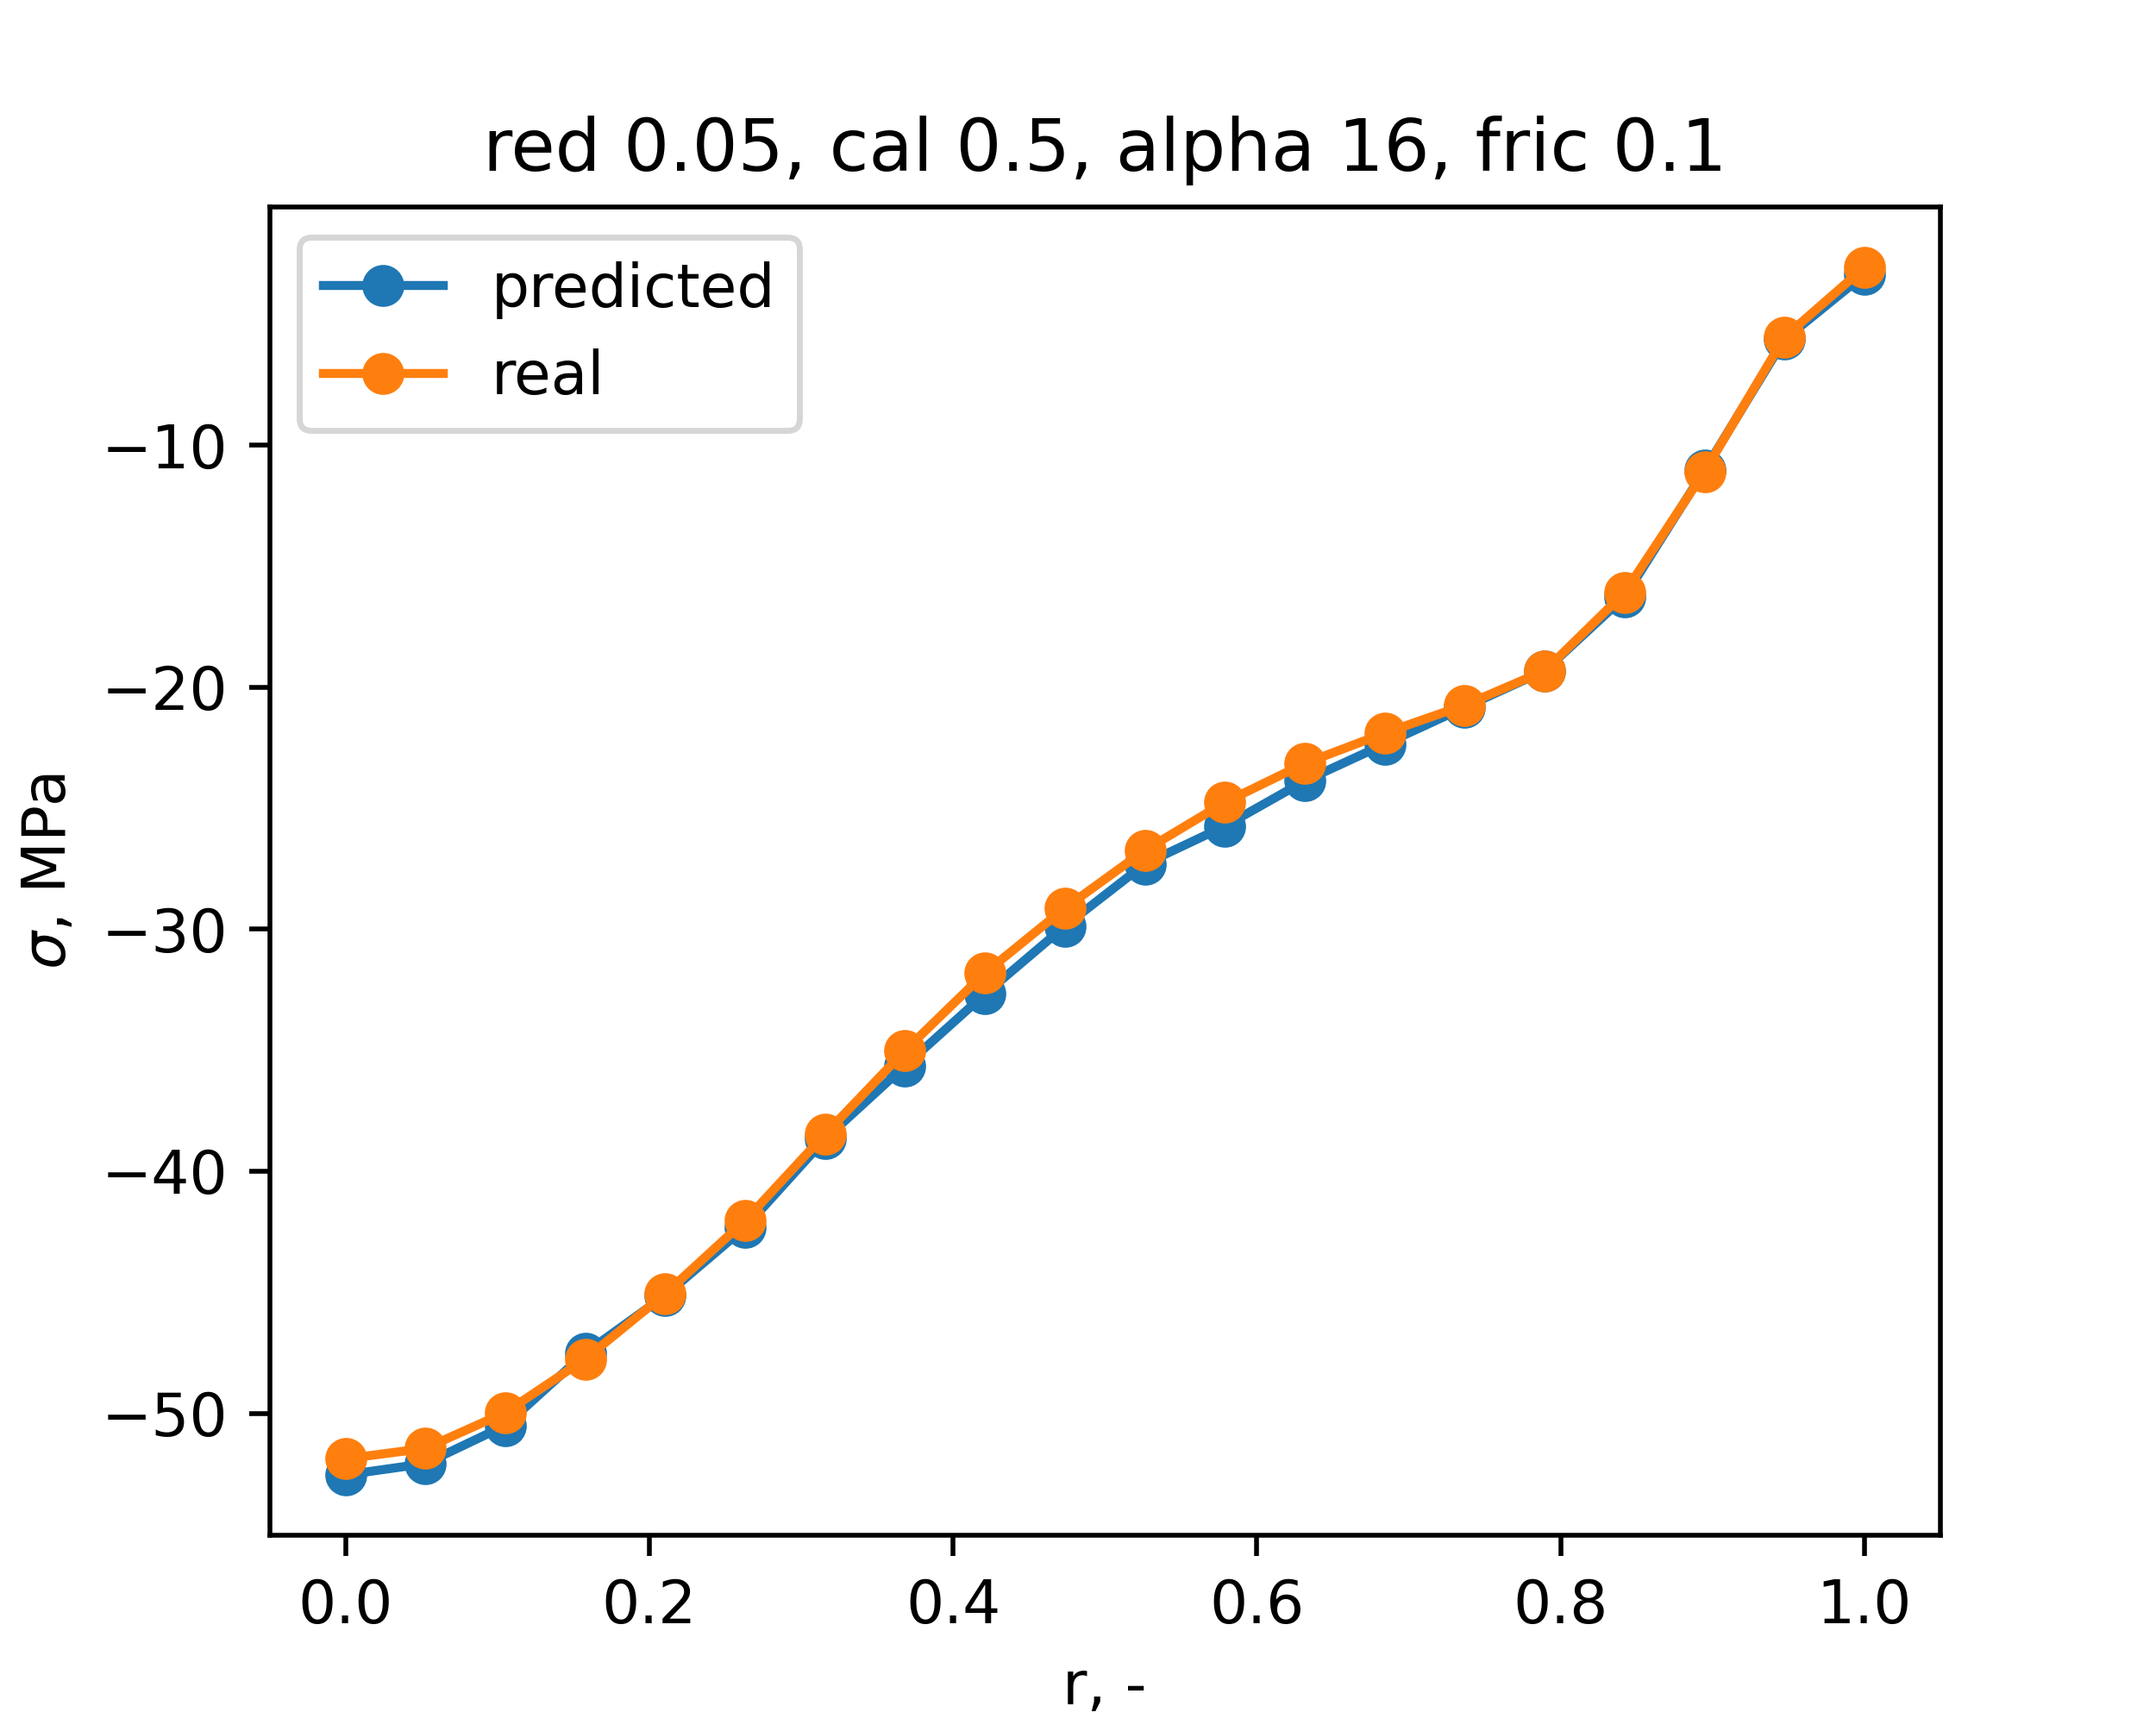 red 0.05, cal 0.5, alpha 16, fric 0.1
predicted
real
−10
−20
−30
−40
−50
σ, MPa
0.0 0.2 0.4 0.6 0.8 1.0
r, -